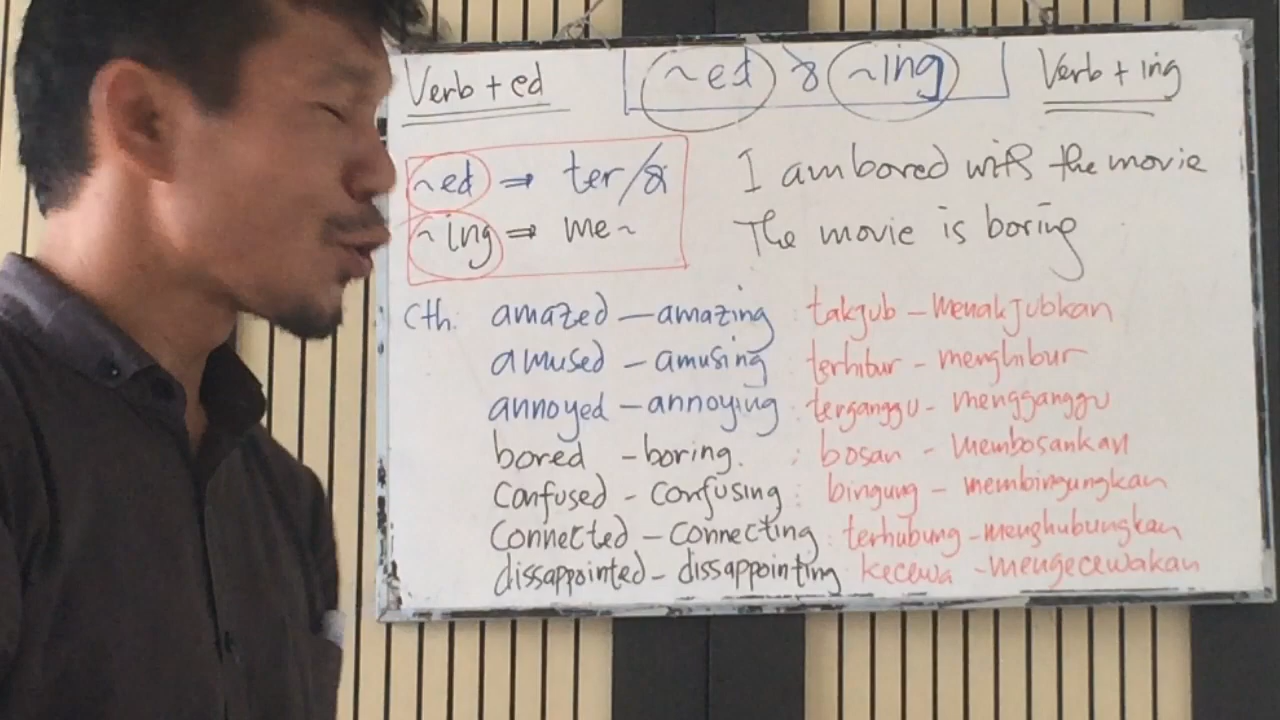 Verb + ed ~ed & ~ing Verb + ing
~ed ⇒ ter/di
~ing ⇒ me~
I am bored with the movie
The movie is boring
Cth: amazed – amazing : takjub – Menakjubkan
amused – amusing : terhibur – menghibur
annoyed – annoying : terganggu – mengganggu
bored – boring. : bosan – Membosankan
Confused – Confusing : bingung – membingungkan
Connected – Connecting : terhubung – menghubungkan
dissappointed – dissappointing kecewa – mengecewakan